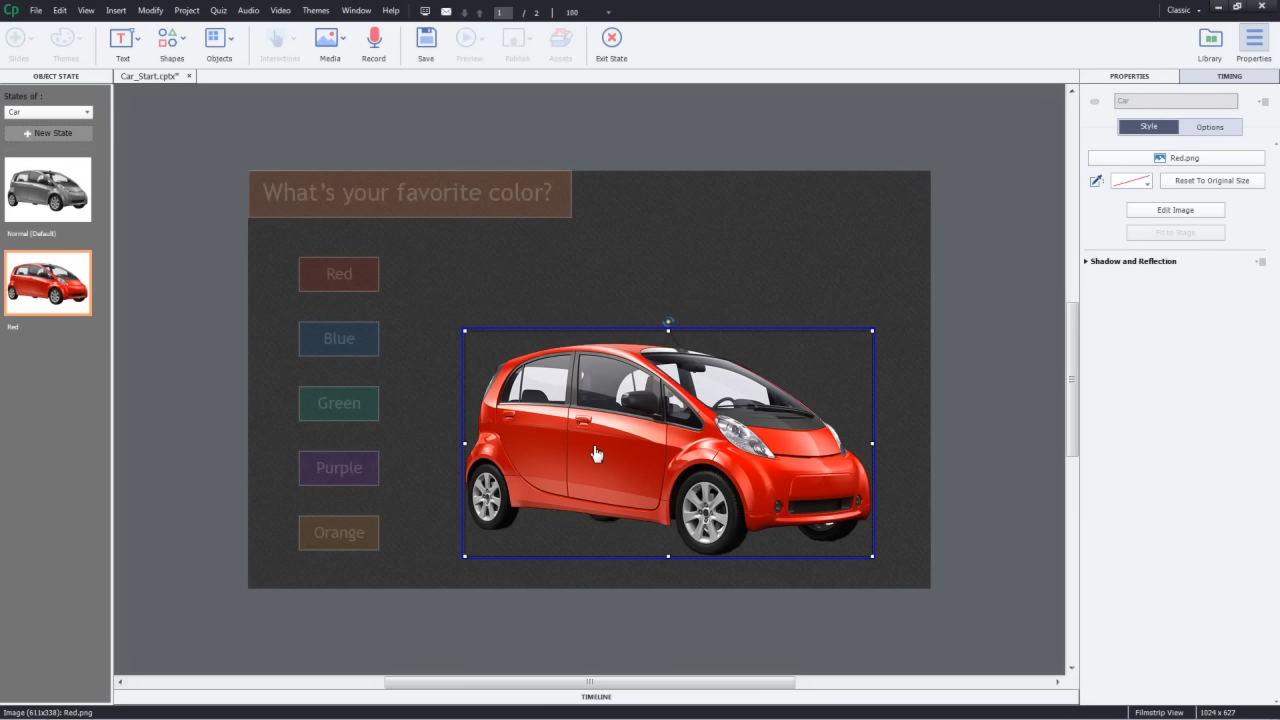 Cp File Edit View Insert Modify Project Quiz Audio Video Themes Window Help 1 / 2 100 Classic
Slides Themes Text Shapes Objects Interactions Media Record Save Preview Publish Assets Exit State Library Properties
OBJECT STATE Car_Start.cptx* × PROPERTIES TIMING
States of :
Car
+ New State
Normal (Default)
Red
What's your favorite color?
Red
Blue
Green
Purple
Orange
Car
Style Options
Red.png
Reset To Original Size
Edit Image
Fit to Stage
Shadow and Reflection
TIMELINE
Image (611x338): Red.png Filmstrip View 1024 x 627